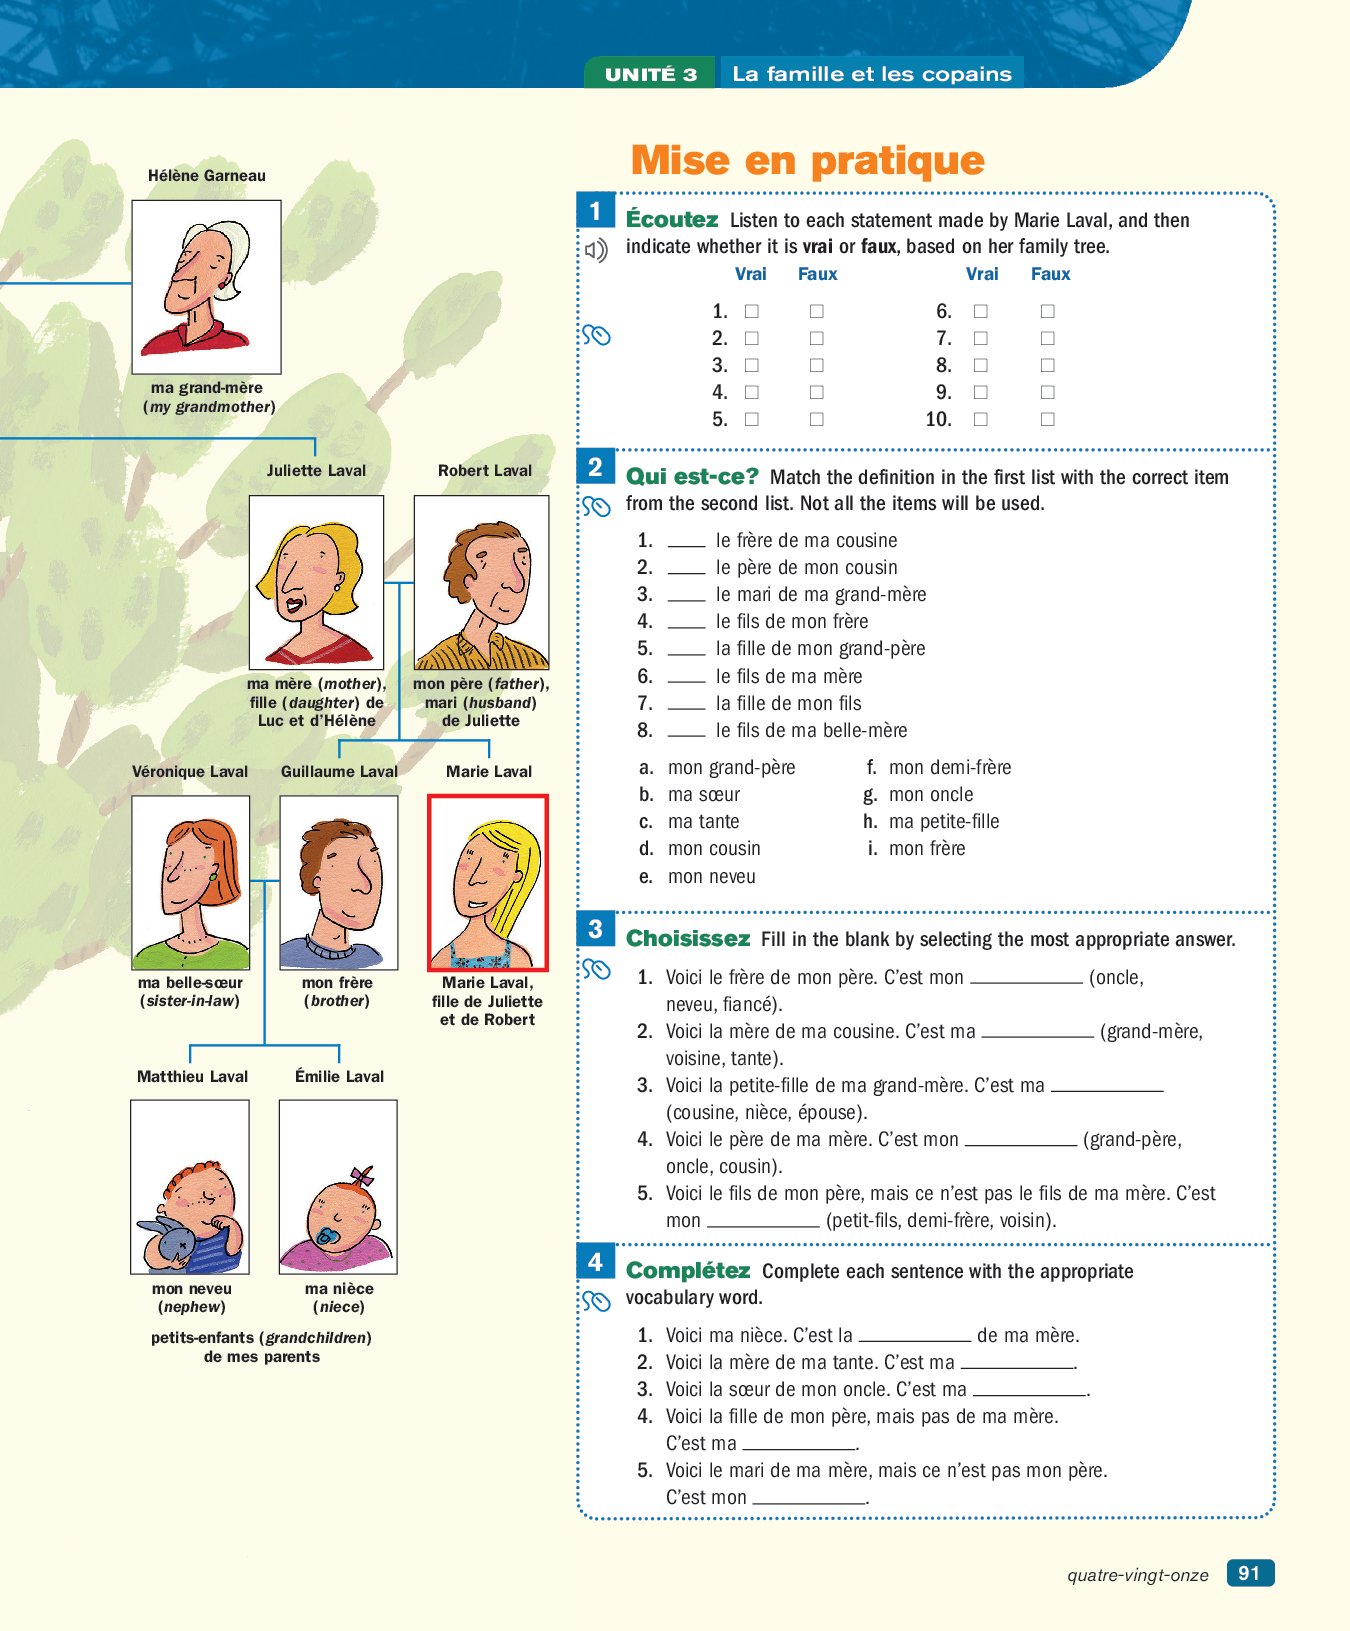 UNITÉ 3 La famille et les copains
Hélène Garneau
ma grand-mère
(my grandmother)
Juliette Laval
Robert Laval
ma mère (mother),
fille (daughter) de
Luc et d'Hélène
mon père (father),
mari (husband)
de Juliette
Véronique Laval
Guillaume Laval
Marie Laval
ma belle-sœur
(sister-in-law)
mon frère
(brother)
Marie Laval,
fille de Juliette
et de Robert
Matthieu Laval
Émilie Laval
mon neveu
(nephew)
ma nièce
(niece)
petits-enfants (grandchildren)
de mes parents
Mise en pratique
1 Écoutez Listen to each statement made by Marie Laval, and then
indicate whether it is vrai or faux, based on her family tree.
Vrai Faux Vrai Faux
1. 6.
2. 7.
3. 8.
4. 9.
5. 10.
2 Qui est-ce? Match the definition in the first list with the correct item
from the second list. Not all the items will be used.
1. ____ le frère de ma cousine
2. ____ le père de mon cousin
3. ____ le mari de ma grand-mère
4. ____ le fils de mon frère
5. ____ la fille de mon grand-père
6. ____ le fils de ma mère
7. ____ la fille de mon fils
8. ____ le fils de ma belle-mère
a. mon grand-père f. mon demi-frère
b. ma sœur g. mon oncle
c. ma tante h. ma petite-fille
d. mon cousin i. mon frère
e. mon neveu
3 Choisissez Fill in the blank by selecting the most appropriate answer.
1. Voici le frère de mon père. C'est mon ____________ (oncle,
neveu, fiancé).
2. Voici la mère de ma cousine. C'est ma ____________ (grand-mère,
voisine, tante).
3. Voici la petite-fille de ma grand-mère. C'est ma ____________
(cousine, nièce, épouse).
4. Voici le père de ma mère. C'est mon ____________ (grand-père,
oncle, cousin).
5. Voici le fils de mon père, mais ce n'est pas le fils de ma mère. C'est
mon ____________ (petit-fils, demi-frère, voisin).
4 Complétez Complete each sentence with the appropriate
vocabulary word.
1. Voici ma nièce. C'est la ____________ de ma mère.
2. Voici la mère de ma tante. C'est ma ____________.
3. Voici la sœur de mon oncle. C'est ma ____________.
4. Voici la fille de mon père, mais pas de ma mère.
C'est ma ____________.
5. Voici le mari de ma mère, mais ce n'est pas mon père.
C'est mon ____________.
quatre-vingt-onze 91